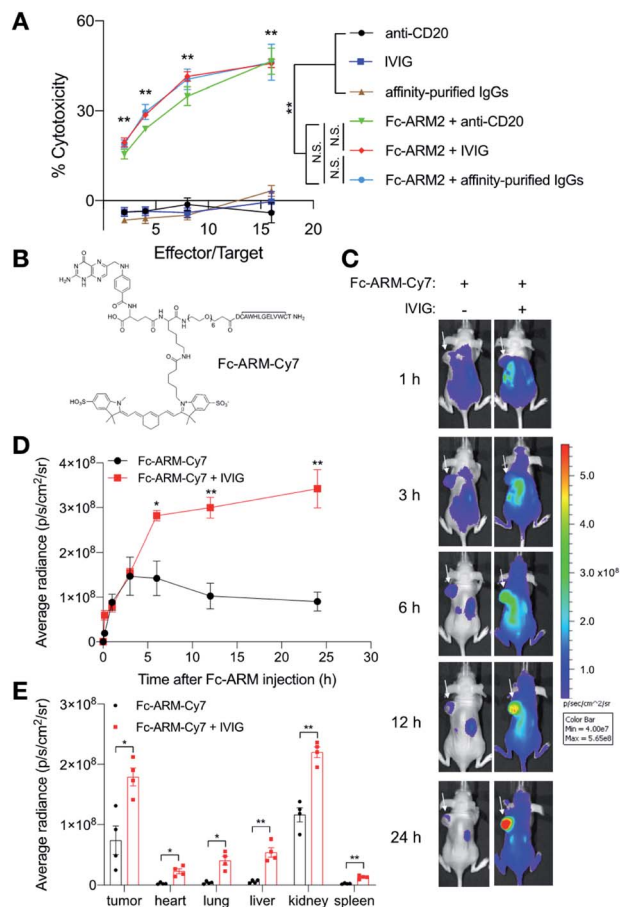 A
% Cytotoxicity
60
30
0
5
10
15
20
Effector/Target
**
**
**
**
**
N.S.
N.S.
N.S.
anti-CD20
IVIG
affinity-purified IgGs
Fc-ARM2 + anti-CD20
Fc-ARM2 + IVIG
Fc-ARM2 + affinity-purified IgGs
B
Fc-ARM-Cy7
DCAWHLGELVWCT-NH2
C
Fc-ARM-Cy7: + +
IVIG: - +
1 h
3 h
6 h
12 h
24 h
5.0
4.0
3.0 x10⁸
2.0
1.0
p/sec/cm^2/sr
Color Bar
Min = 4.00e7
Max = 5.65e8
D
Fc-ARM-Cy7
Fc-ARM-Cy7 + IVIG
Average radiance (p/s/cm²/sr)
4×10⁸
3×10⁸
2×10⁸
1×10⁸
0
*
**
**
0 5 10 15 20 25 30
Time after Fc-ARM injection (h)
E
Fc-ARM-Cy7
Fc-ARM-Cy7 + IVIG
Average radiance (p/s/cm²/sr)
3×10⁸
2×10⁸
1×10⁸
0
*
*
*
**
**
**
tumor heart lung liver kidney spleen